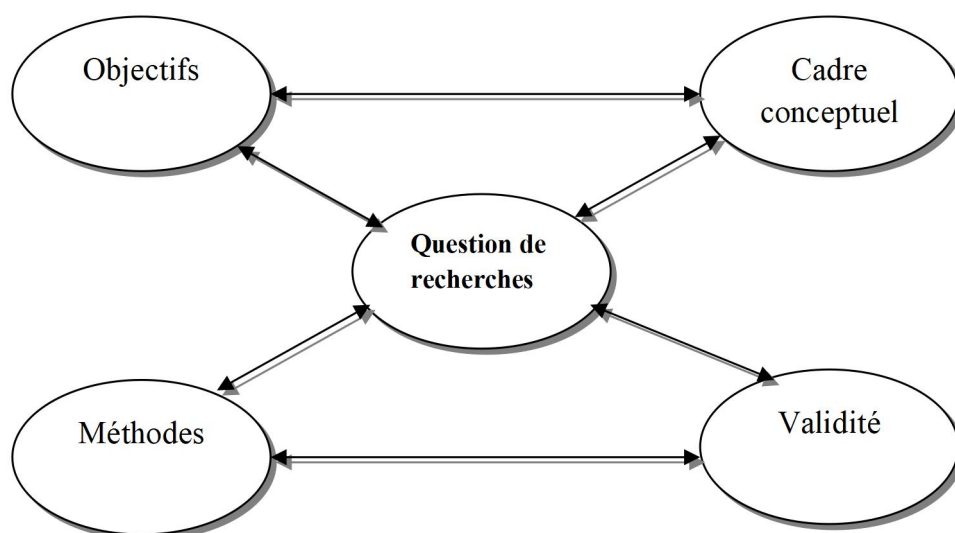 Objectifs
Cadre
conceptuel
Question de
recherches
Méthodes
Validité